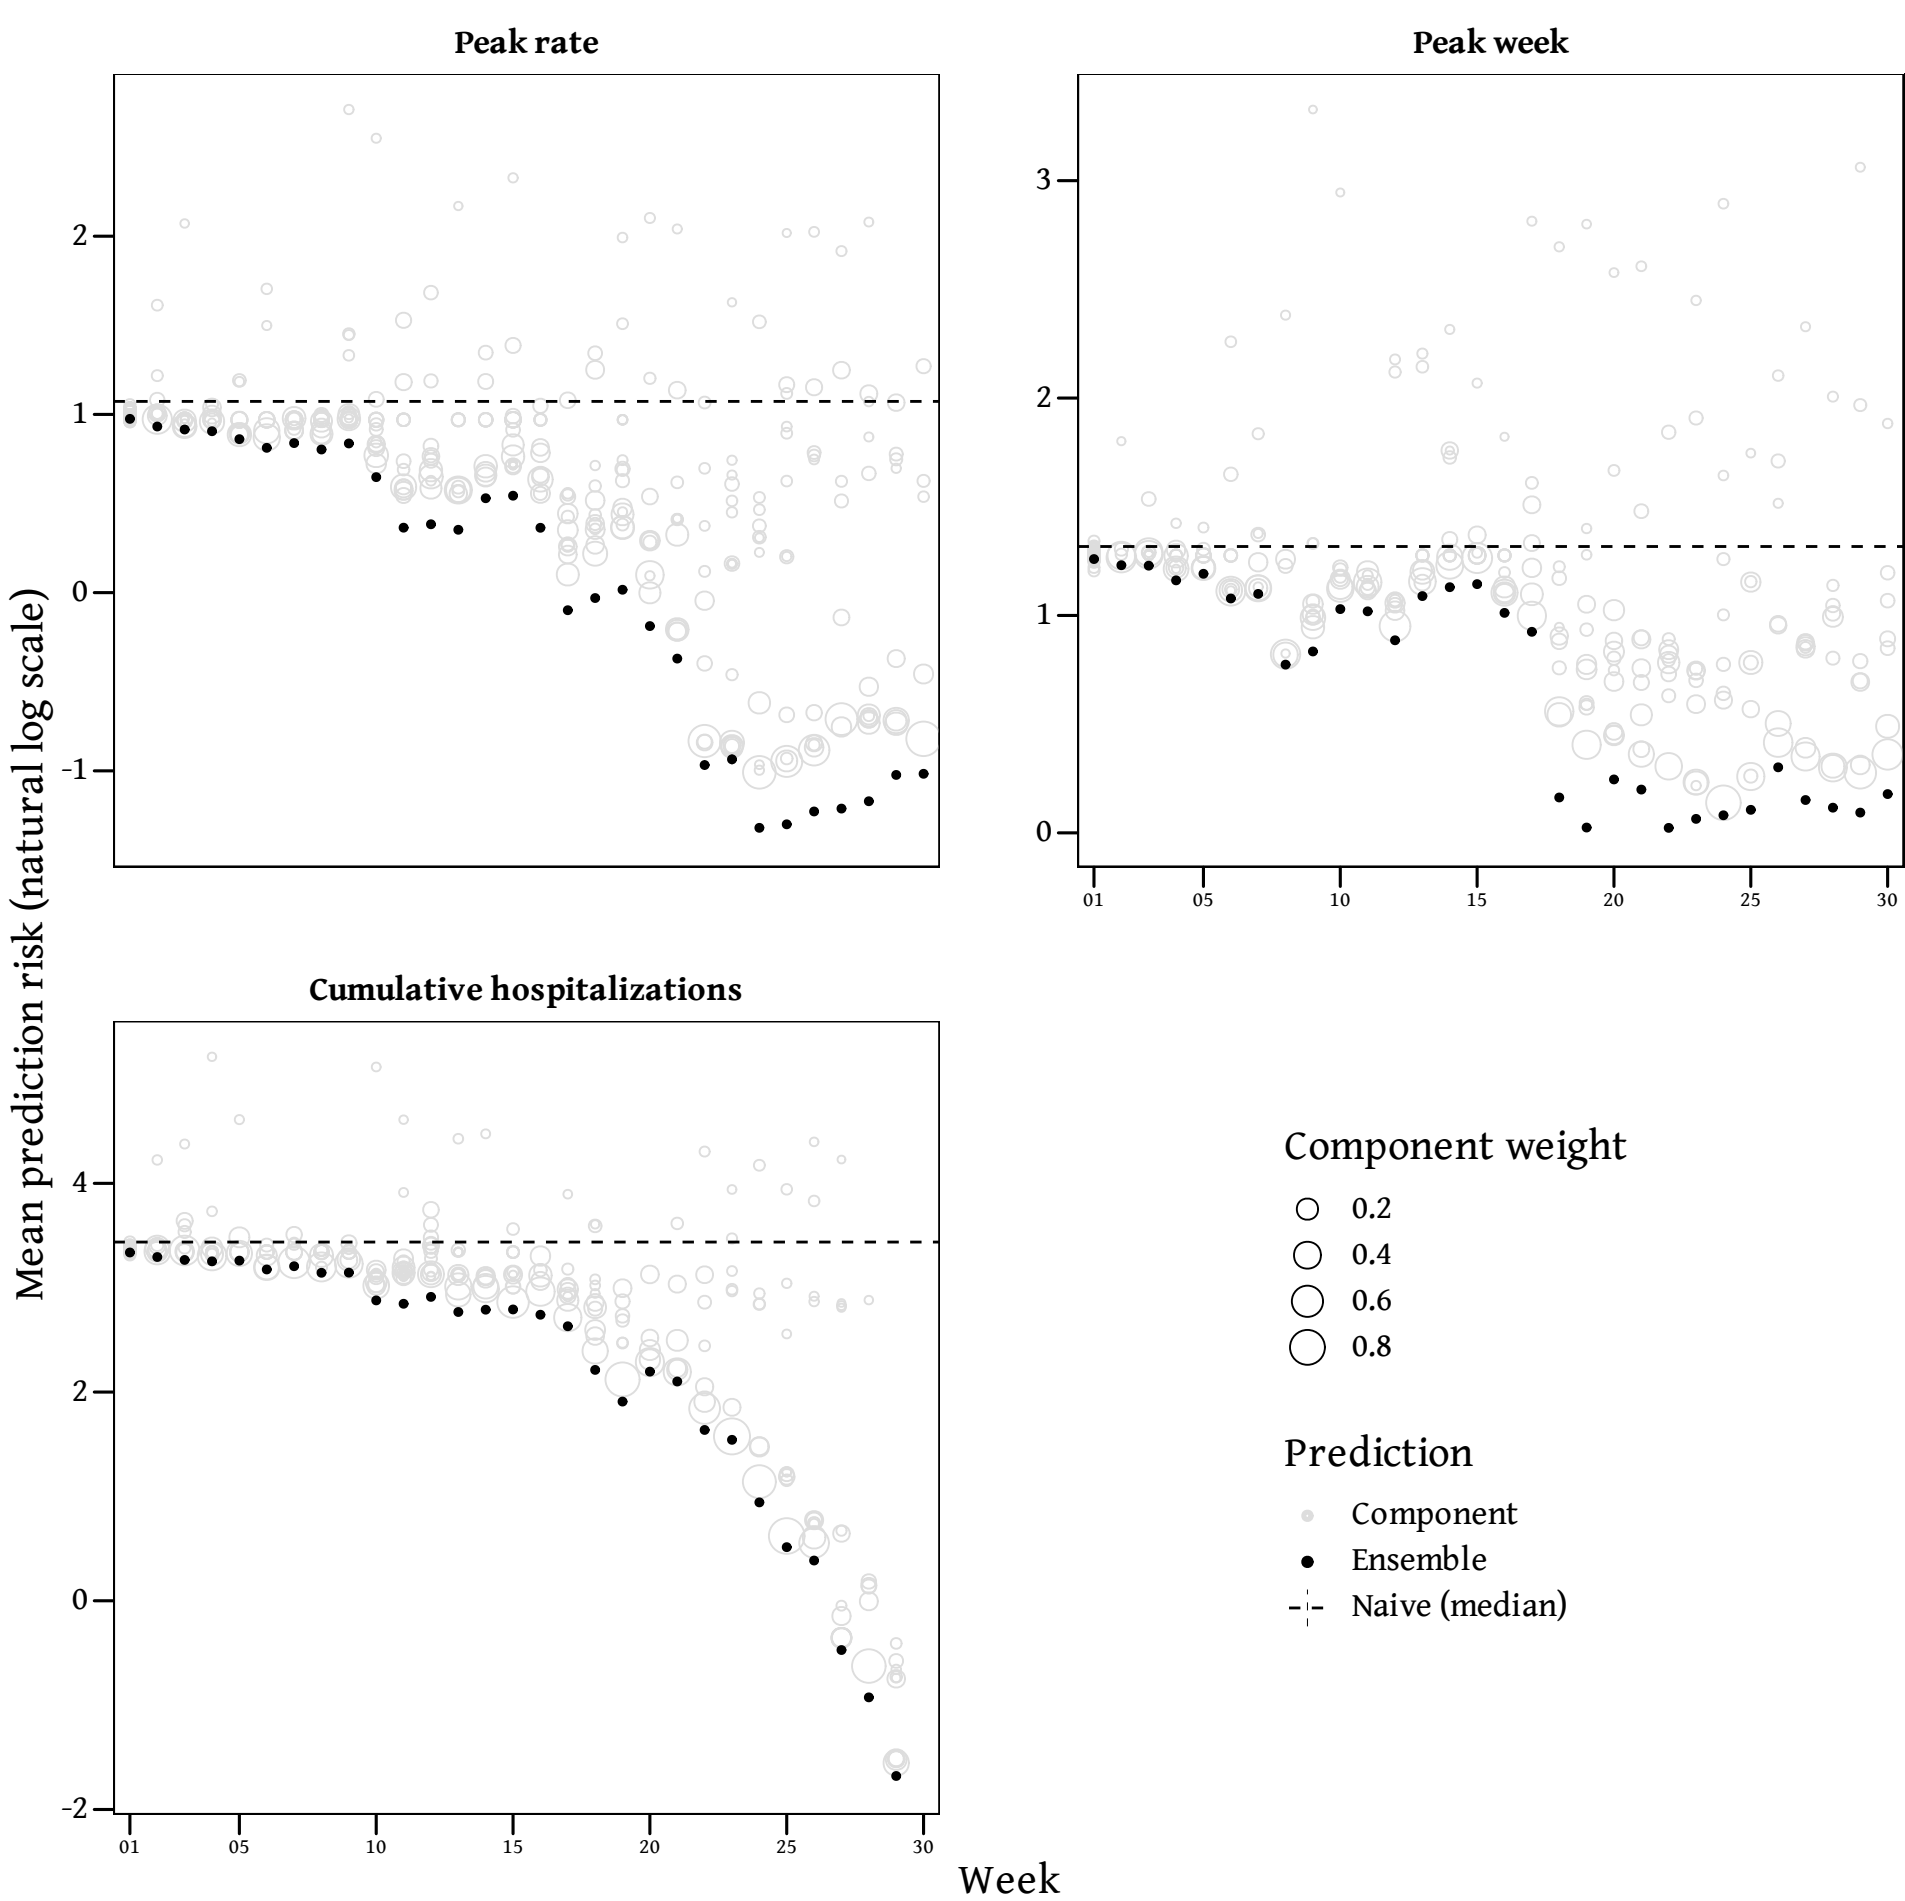 Peak rate
Peak week
Mean prediction risk (natural log scale)
2
1
0
-1
3
2
1
0
01 05 10 15 20 25 30
Cumulative hospitalizations
4
2
0
-2
01 05 10 15 20 25 30
Week
Component weight
0.2
0.4
0.6
0.8
Prediction
Component
Ensemble
Naive (median)